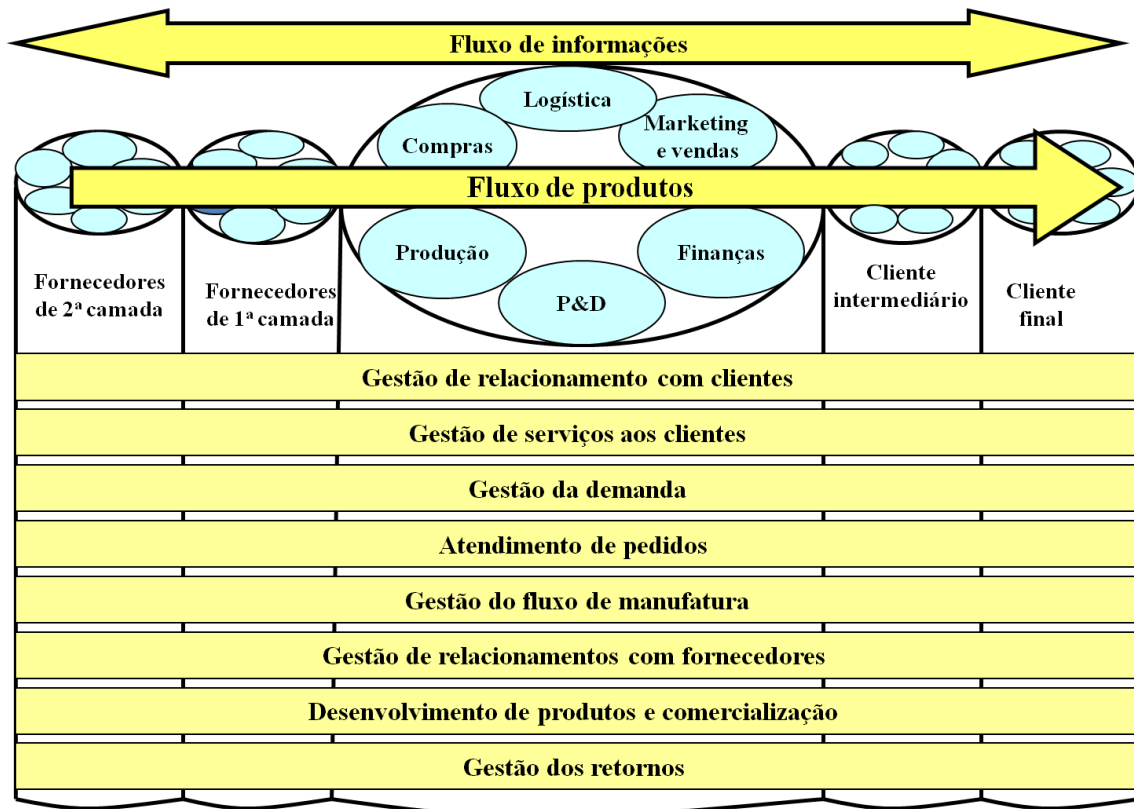 Fluxo de informações
Logística
Compras
Marketing
e vendas
Fluxo de produtos
Produção
Finanças
P&D
Fornecedores
de 2ª camada
Fornecedores
de 1ª camada
Cliente
intermediário
Cliente
final
Gestão de relacionamento com clientes
Gestão de serviços aos clientes
Gestão da demanda
Atendimento de pedidos
Gestão do fluxo de manufatura
Gestão de relacionamentos com fornecedores
Desenvolvimento de produtos e comercialização
Gestão dos retornos